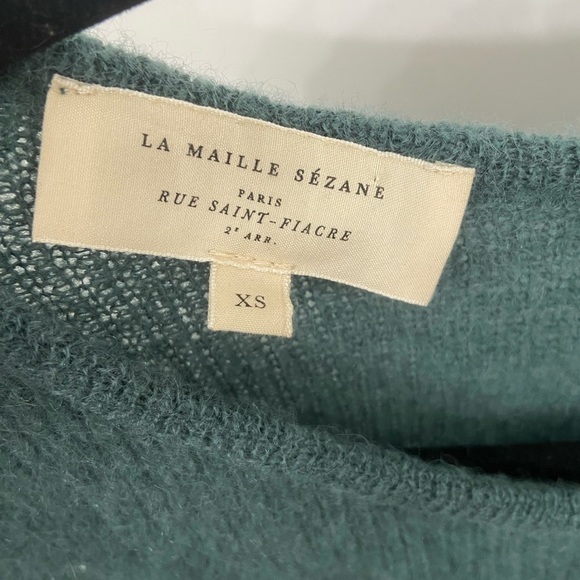 LA MAILLE SÉZANE
PARIS
RUE SAINT-FIACRE
2e ARR.
XS